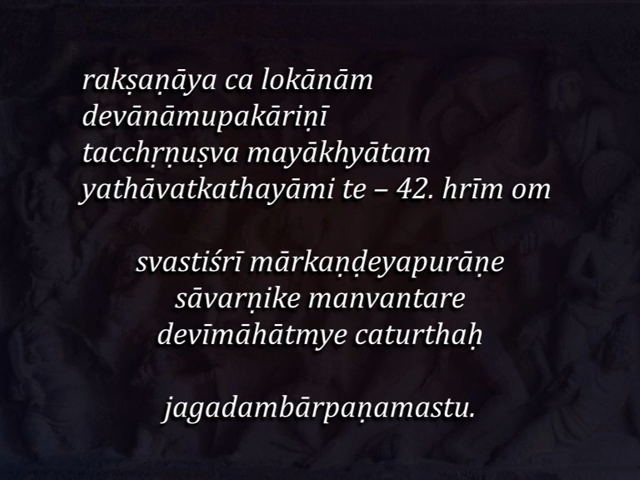 rakṣaṇāya ca lokānām
devānāmupakāriṇī
tacchṛṇuṣva mayākhyātam
yathāvatkathayāmi te – 42. hrīm om
svastiśrī mārkaṇḍeyapurāṇe
sāvarṇike manvantare
devīmāhātmye caturthaḥ
jagadambārpaṇamastu.